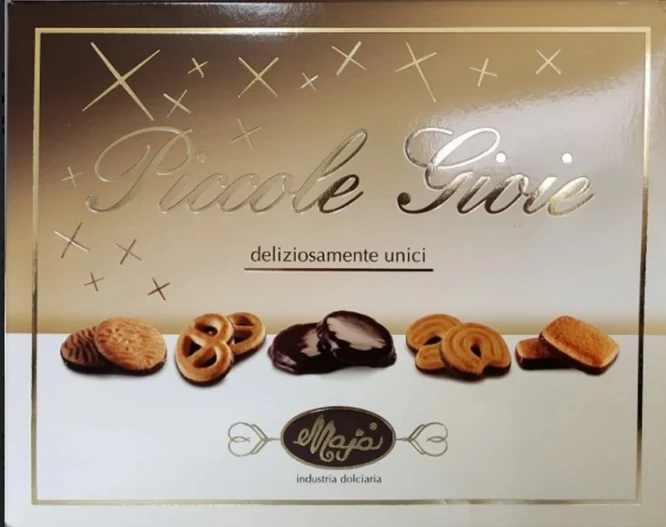 Piccole Gioie
deliziosamente unici
Maja®
industria dolciaria